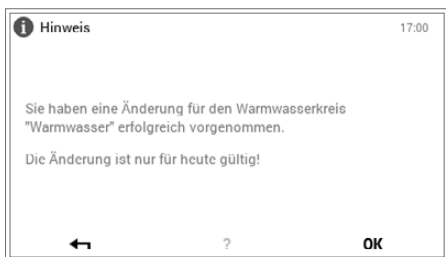 i Hinweis 17:00
Sie haben eine Änderung für den Warmwasserkreis
"Warmwasser" erfolgreich vorgenommen.
Die Änderung ist nur für heute gültig!
? OK